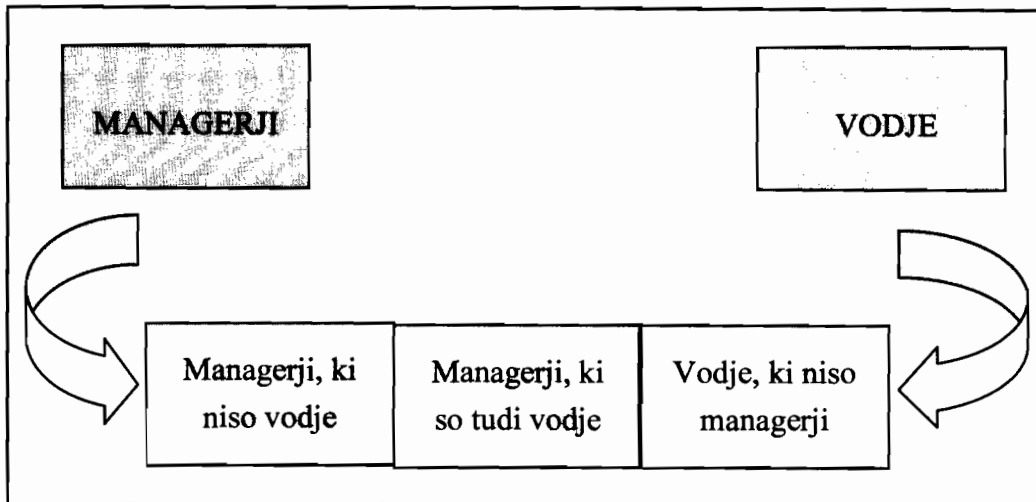 MANAGERJI
VODJE
Managerji, ki
niso vodje
Managerji, ki
so tudi vodje
Vodje, ki niso
managerji